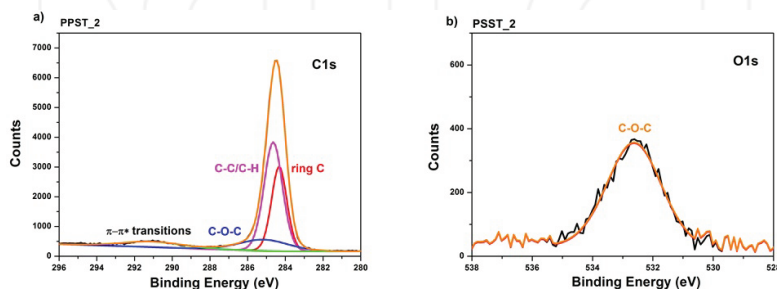 a)
PPST_2
C1s
Counts
7000
6000
5000
4000
3000
2000
1000
0
C-C/C-H
ring C
π−π* transitions
C-O-C
296 294 292 290 288 286 284 282 280
Binding Energy (eV)
b)
PSST_2
O1s
Counts
600
400
200
0
C-O-C
538 536 534 532 530 528
Binding Energy (eV)